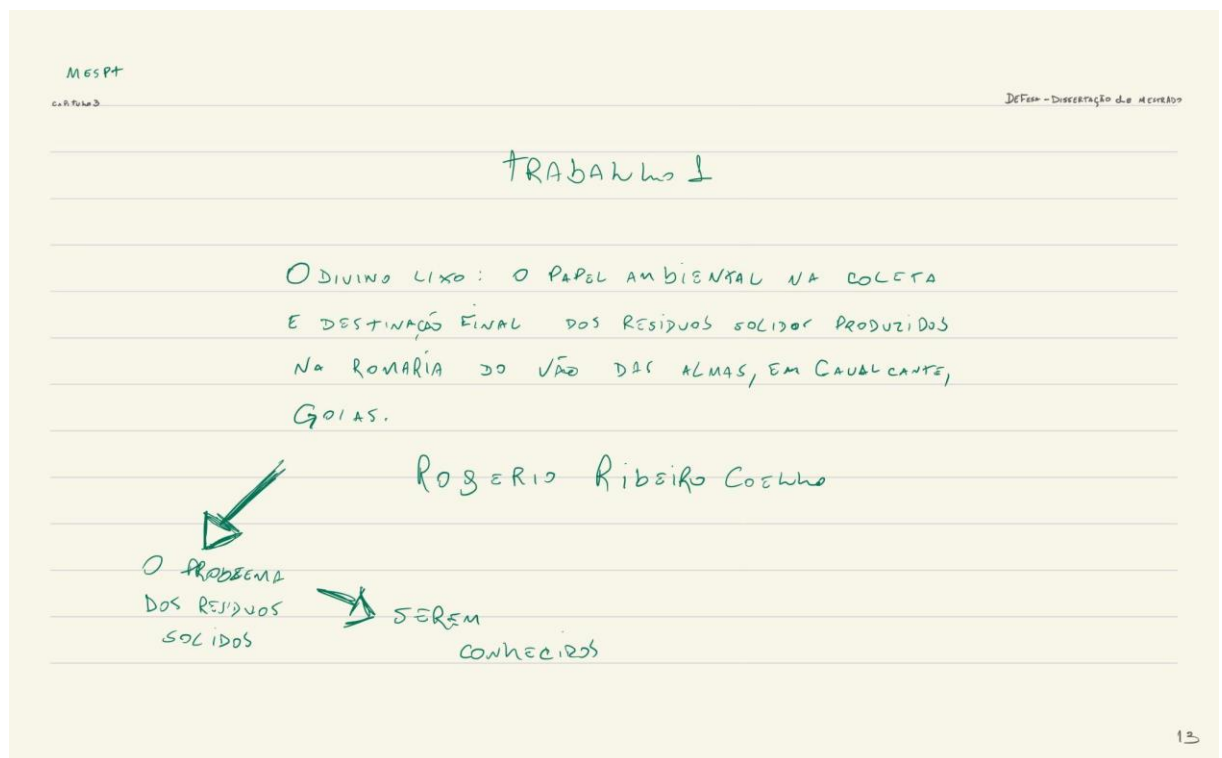 MESPT
CAPITULO 3
DEFESA - DISSERTAÇÃO de MESTRADO
TRABALHO 1
O DIVINO LIXO: O PAPEL AMBIENTAL NA COLETA
E DESTINAÇÃO FINAL DOS RESIDUOS SOLIDOS PRODUZIDOS
NA ROMARIA DO VÃO DAS ALMAS, EM CAVALCANTE,
GOIAS.
ROGERIO RIBEIRO COELHO
O PROBLEMA
DOS RESIDUOS
SOLIDOS
SEREM
CONHECIDOS
13